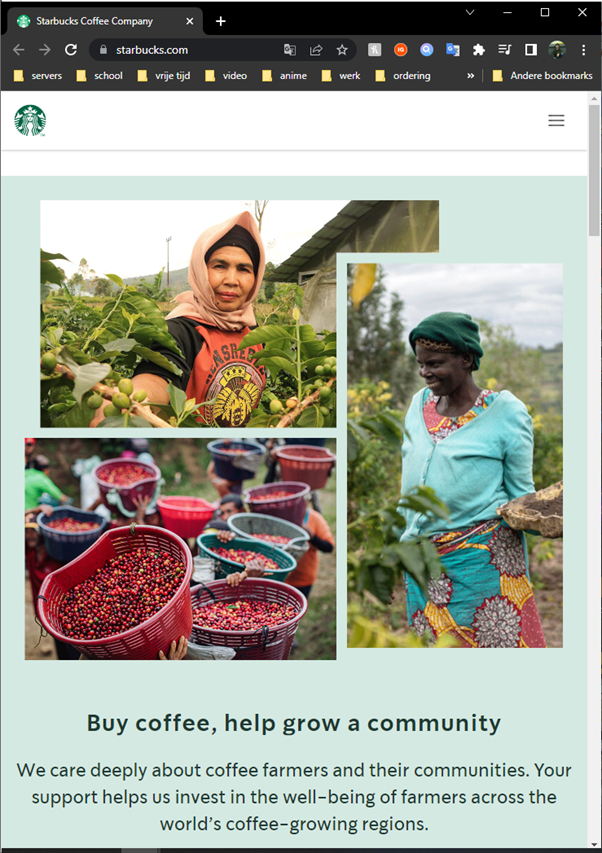 Starbucks Coffee Company
starbucks.com
servers school vrije tijd video anime werk ordering » Andere bookmarks
Buy coffee, help grow a community
We care deeply about coffee farmers and their communities. Your
support helps us invest in the well-being of farmers across the
world's coffee-growing regions.